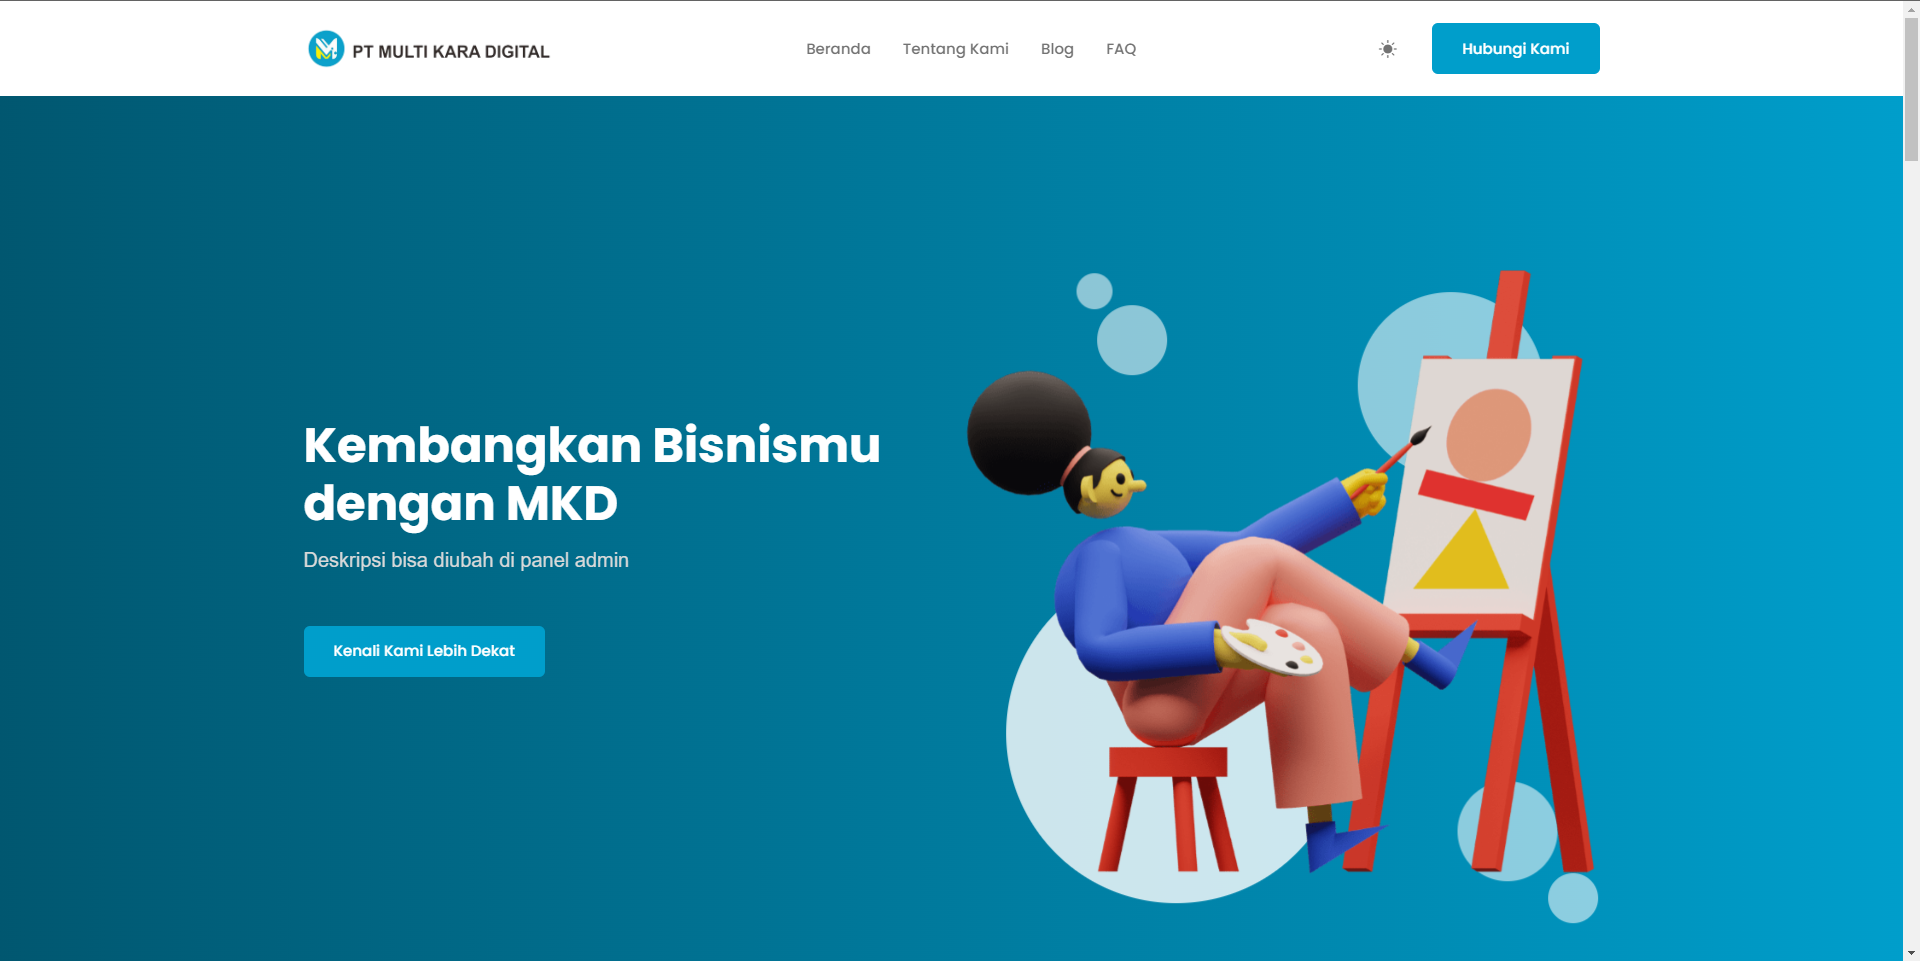 PT MULTI KARA DIGITAL
Beranda
Tentang Kami
Blog
FAQ
Hubungi Kami
Kembangkan Bisnismu
dengan MKD
Deskripsi bisa diubah di panel admin
Kenali Kami Lebih Dekat